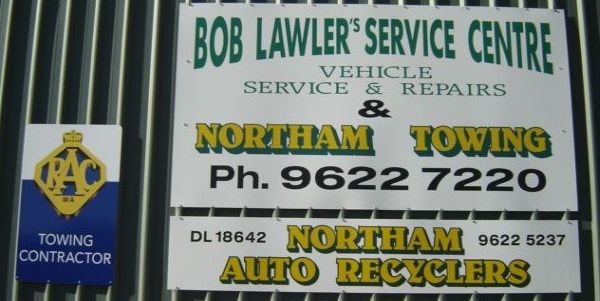 BOB LAWLER'S SERVICE CENTRE
VEHICLE
SERVICE & REPAIRS
&
NORTHAM TOWING
Ph. 9622 7220
RAC
WA
TOWING
CONTRACTOR
DL 18642 NORTHAM 9622 5237
AUTO RECYCLERS